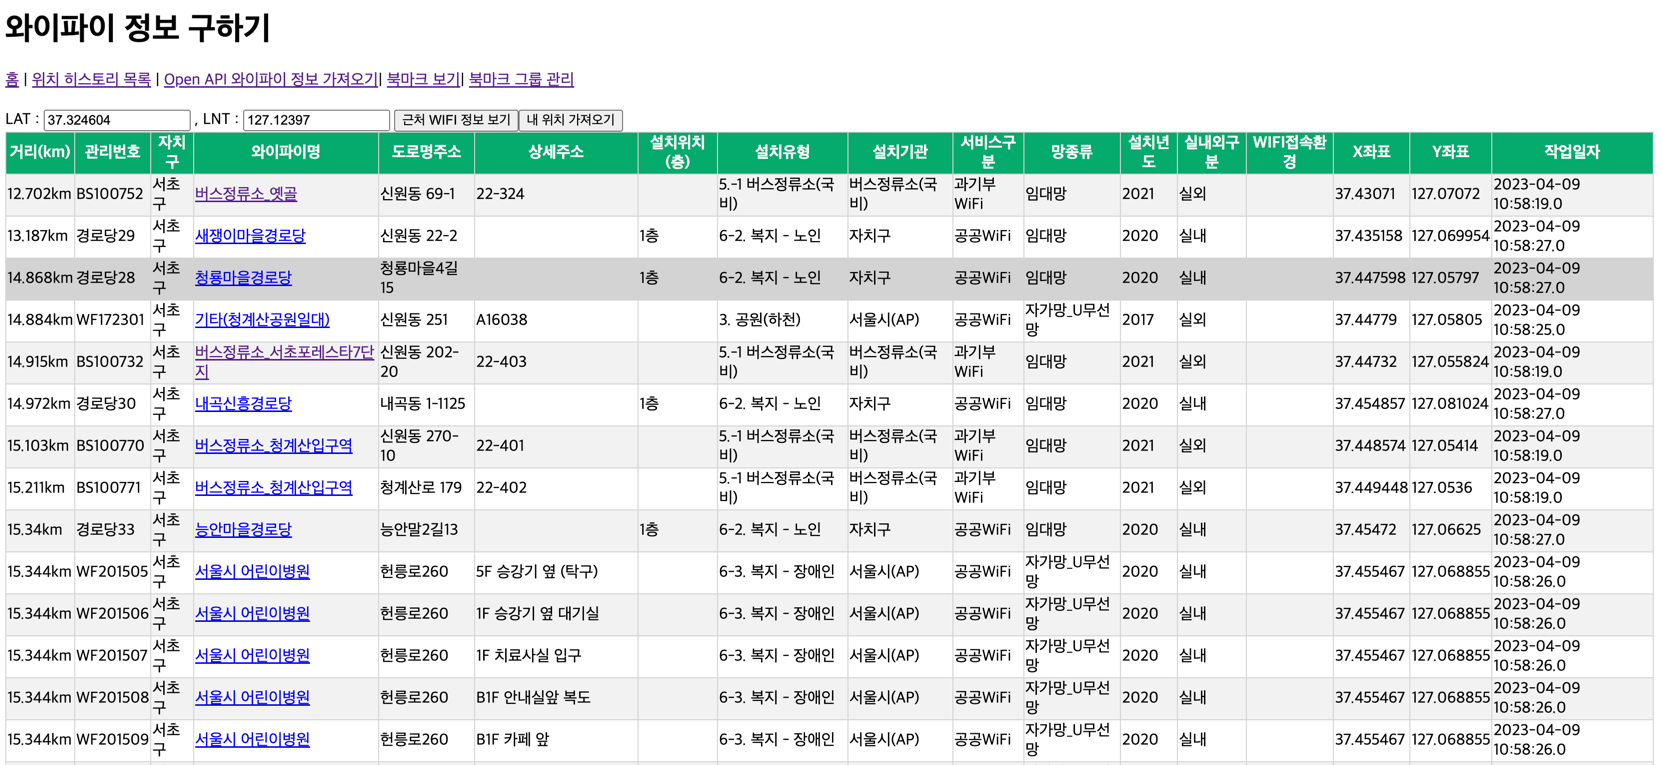 와이파이 정보 구하기
홈 | 위치 히스토리 목록 | Open API 와이파이 정보 가져오기| 북마크 보기| 북마크 그룹 관리
LAT : 37.324604 , LNT : 127.12397 근처 WIFI 정보 보기 내 위치 가져오기
거리(km) 관리번호 자치구 와이파이명 도로명주소 상세주소 설치위치(층) 설치유형 설치기관 서비스구분 망종류 설치년도 실내외구분 WIFI접속환경 X좌표 Y좌표 작업일자
12.702km BS100752 서초구 버스정류소_옛골 신원동 69-1 22-324 5.-1 버스정류소(국비) 버스정류소(국비) 과기부WiFi 임대망 2021 실외 37.43071 127.07072 2023-04-09 10:58:19.0
13.187km 경로당29 서초구 새쟁이마을경로당 신원동 22-2 1층 6-2. 복지 - 노인 자치구 공공WiFi 임대망 2020 실내 37.435158 127.069954 2023-04-09 10:58:27.0
14.868km 경로당28 서초구 청룡마을경로당 청룡마을4길 15 1층 6-2. 복지 - 노인 자치구 공공WiFi 임대망 2020 실내 37.447598 127.05797 2023-04-09 10:58:27.0
14.884km WF172301 서초구 기타(청계산공원일대) 신원동 251 A16038 3. 공원(하천) 서울시(AP) 공공WiFi 자가망_U무선망 2017 실외 37.44779 127.05805 2023-04-09 10:58:25.0
14.915km BS100732 서초구 버스정류소_서초포레스타7단지 신원동 202-20 22-403 5.-1 버스정류소(국비) 버스정류소(국비) 과기부WiFi 임대망 2021 실외 37.44732 127.055824 2023-04-09 10:58:19.0
14.972km 경로당30 서초구 내곡신흥경로당 내곡동 1-1125 1층 6-2. 복지 - 노인 자치구 공공WiFi 임대망 2020 실내 37.454857 127.081024 2023-04-09 10:58:27.0
15.103km BS100770 서초구 버스정류소_청계산입구역 신원동 270-10 22-401 5.-1 버스정류소(국비) 버스정류소(국비) 과기부WiFi 임대망 2021 실외 37.448574 127.05414 2023-04-09 10:58:19.0
15.211km BS100771 서초구 버스정류소_청계산입구역 청계산로 179 22-402 5.-1 버스정류소(국비) 버스정류소(국비) 과기부WiFi 임대망 2021 실외 37.449448 127.0536 2023-04-09 10:58:19.0
15.34km 경로당33 서초구 능안마을경로당 능안말2길13 1층 6-2. 복지 - 노인 자치구 공공WiFi 임대망 2020 실내 37.45472 127.06625 2023-04-09 10:58:27.0
15.344km WF201505 서초구 서울시 어린이병원 헌릉로260 5F 승강기 옆 (탁구) 6-3. 복지 - 장애인 서울시(AP) 공공WiFi 자가망_U무선망 2020 실내 37.455467 127.068855 2023-04-09 10:58:26.0
15.344km WF201506 서초구 서울시 어린이병원 헌릉로260 1F 승강기 옆 대기실 6-3. 복지 - 장애인 서울시(AP) 공공WiFi 자가망_U무선망 2020 실내 37.455467 127.068855 2023-04-09 10:58:26.0
15.344km WF201507 서초구 서울시 어린이병원 헌릉로260 1F 치료사실 입구 6-3. 복지 - 장애인 서울시(AP) 공공WiFi 자가망_U무선망 2020 실내 37.455467 127.068855 2023-04-09 10:58:26.0
15.344km WF201508 서초구 서울시 어린이병원 헌릉로260 B1F 안내실앞 복도 6-3. 복지 - 장애인 서울시(AP) 공공WiFi 자가망_U무선망 2020 실내 37.455467 127.068855 2023-04-09 10:58:26.0
15.344km WF201509 서초구 서울시 어린이병원 헌릉로260 B1F 카페 앞 6-3. 복지 - 장애인 서울시(AP) 공공WiFi 자가망_U무선망 2020 실내 37.455467 127.068855 2023-04-09 10:58:26.0